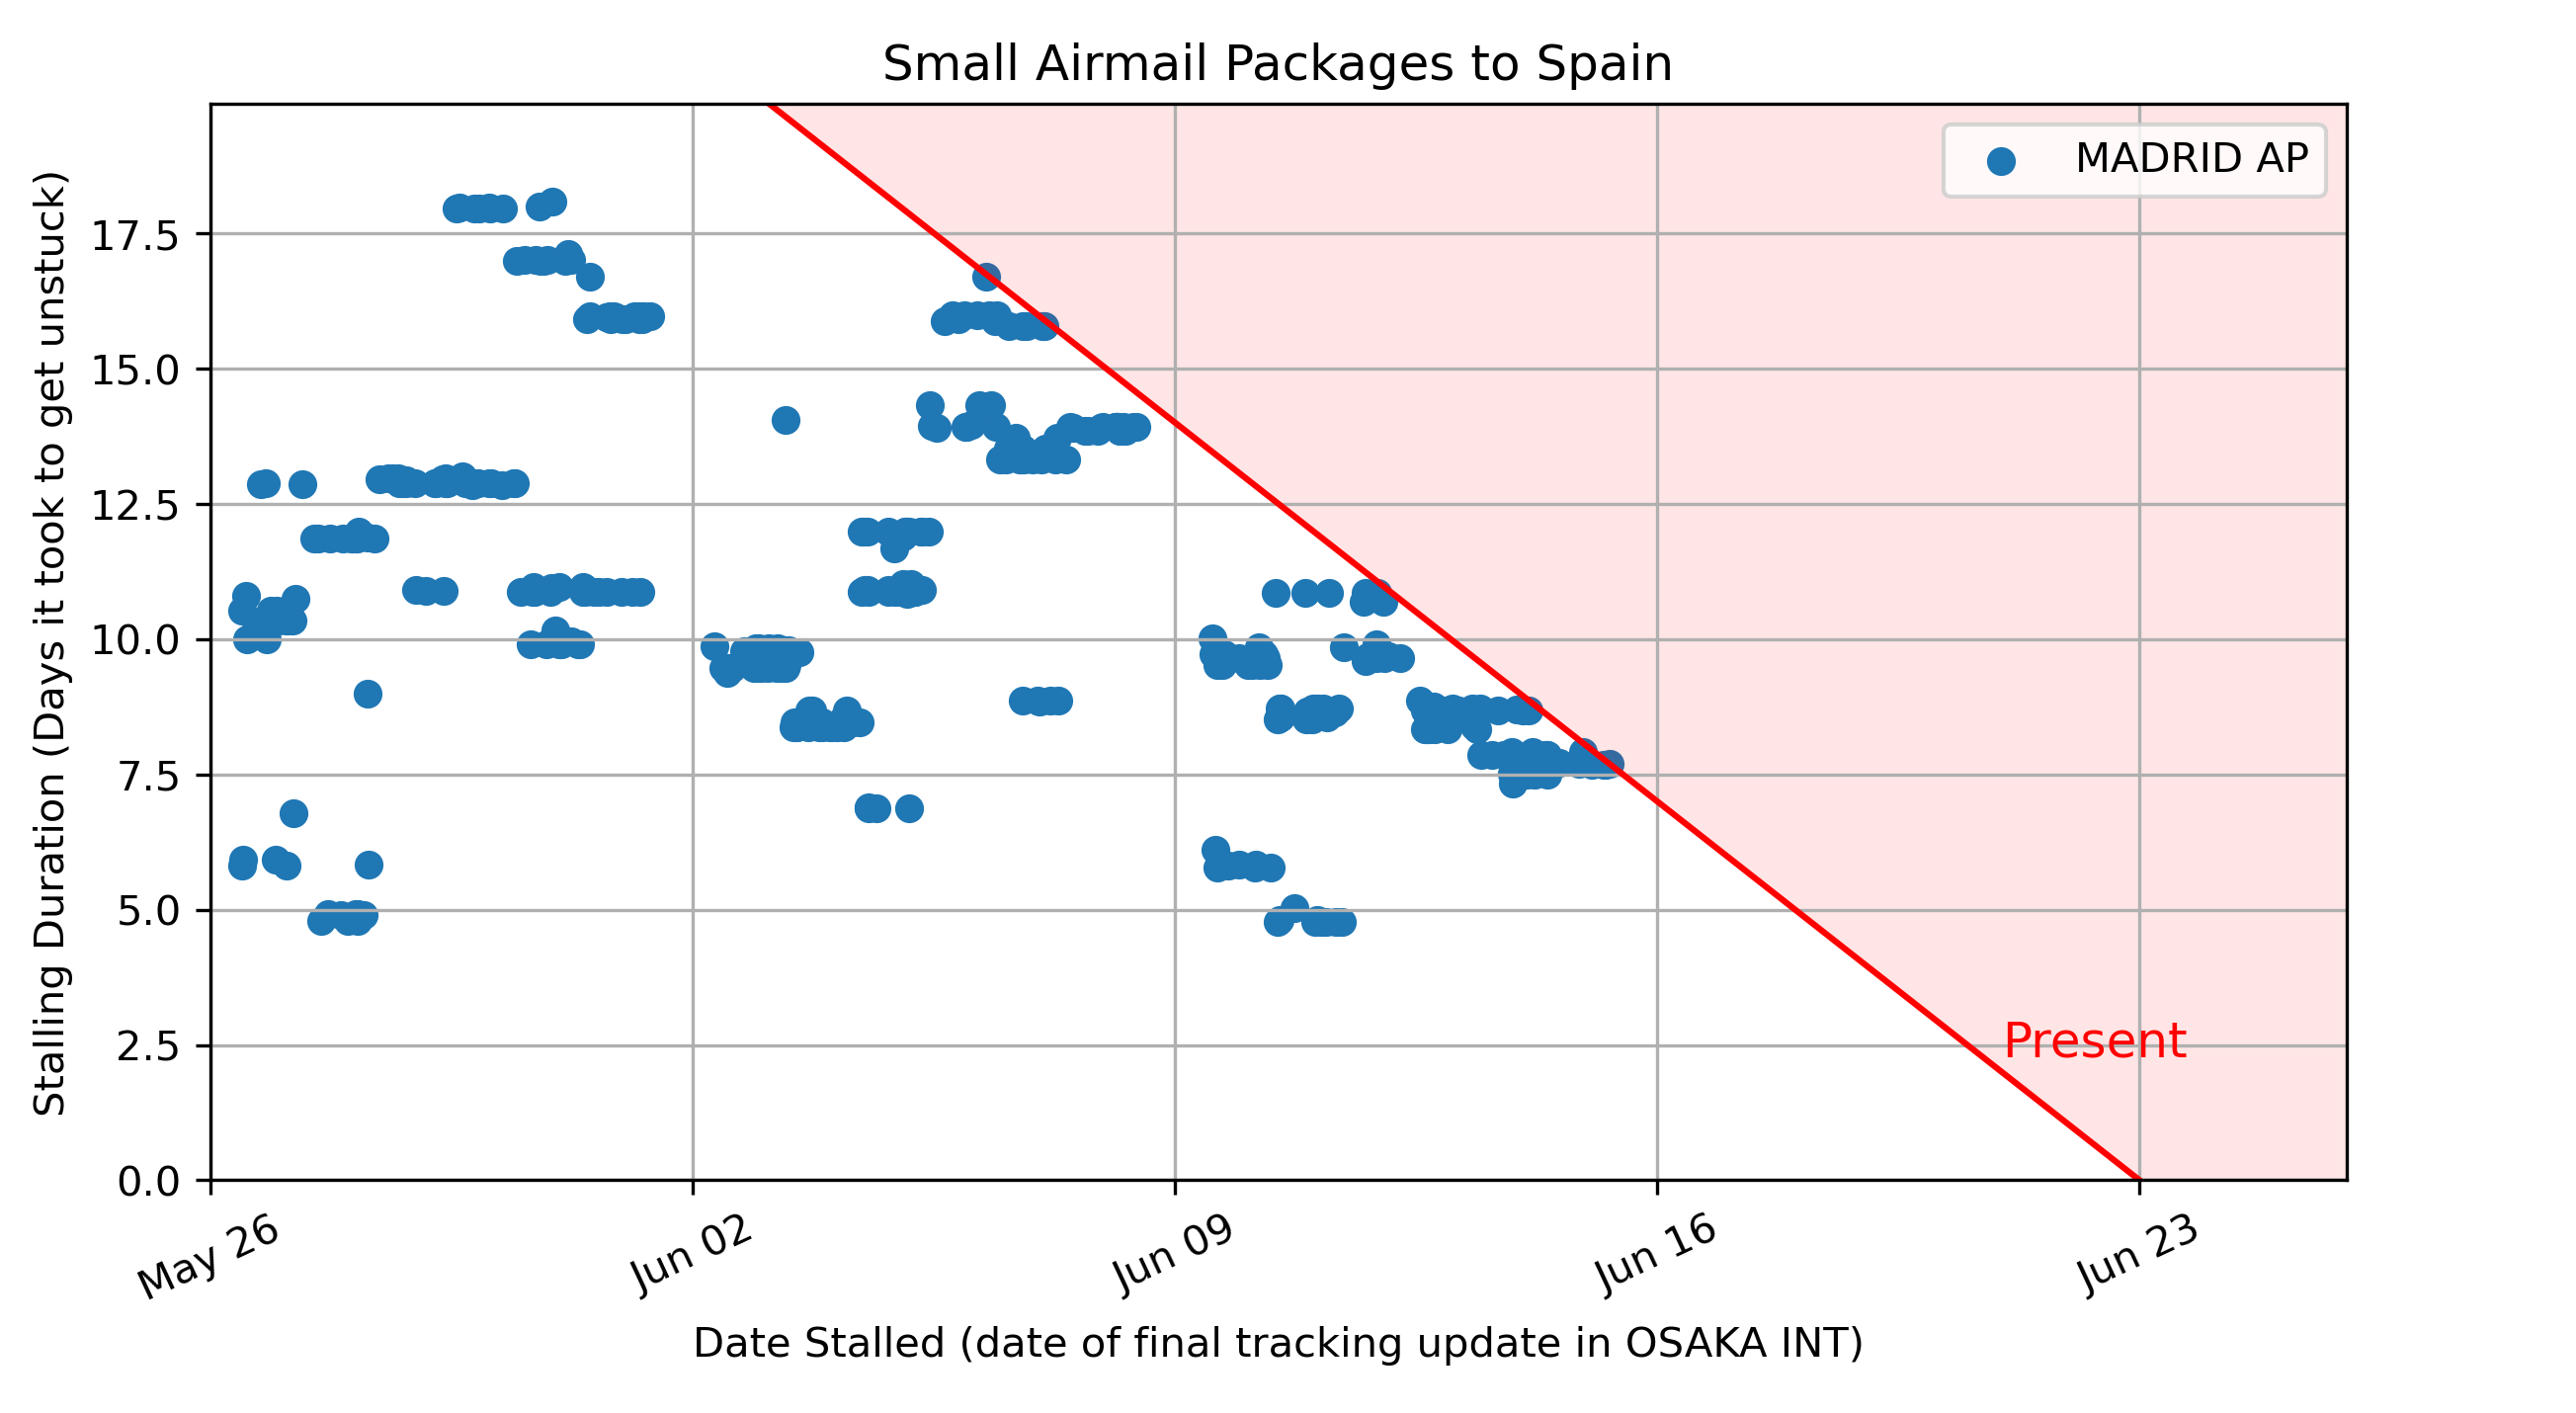 Small Airmail Packages to Spain
MADRID AP
Stalling Duration (Days it took to get unstuck)
17.5
15.0
12.5
10.0
7.5
5.0
2.5
0.0
Present
May 26
Jun 02
Jun 09
Jun 16
Jun 23
Date Stalled (date of final tracking update in OSAKA INT)